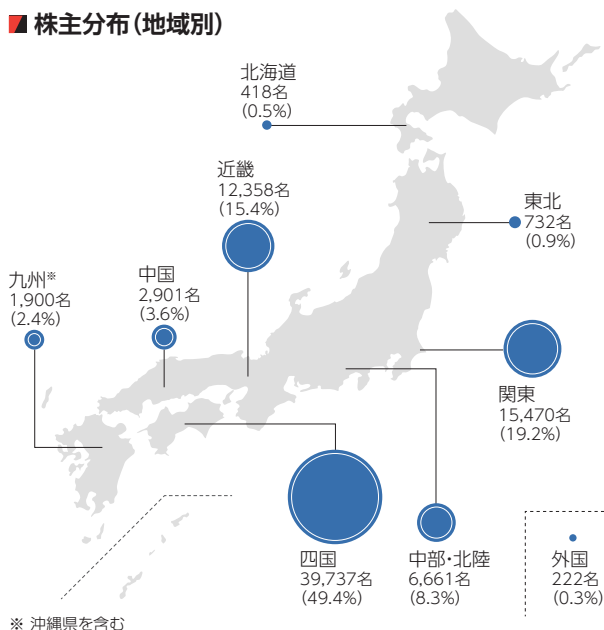 株主分布(地域別)
北海道
418名
(0.5%)
近畿
12,358名
(15.4%)
東北
732名
(0.9%)
九州※
1,900名
(2.4%)
中国
2,901名
(3.6%)
関東
15,470名
(19.2%)
四国
39,737名
(49.4%)
中部・北陸
6,661名
(8.3%)
外国
222名
(0.3%)
※ 沖縄県を含む